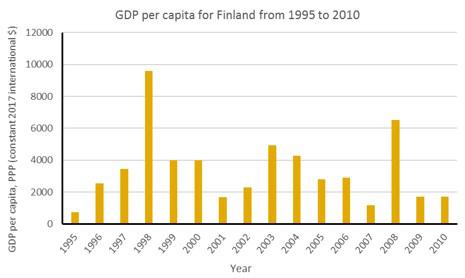 GDP per capita for Finland from 1995 to 2010
GDP per capita, PPP (constant 2017 international $)
12000
10000
8000
6000
4000
2000
0
1995 1996 1997 1998 1999 2000 2001 2002 2003 2004 2005 2006 2007 2008 2009 2010
Year